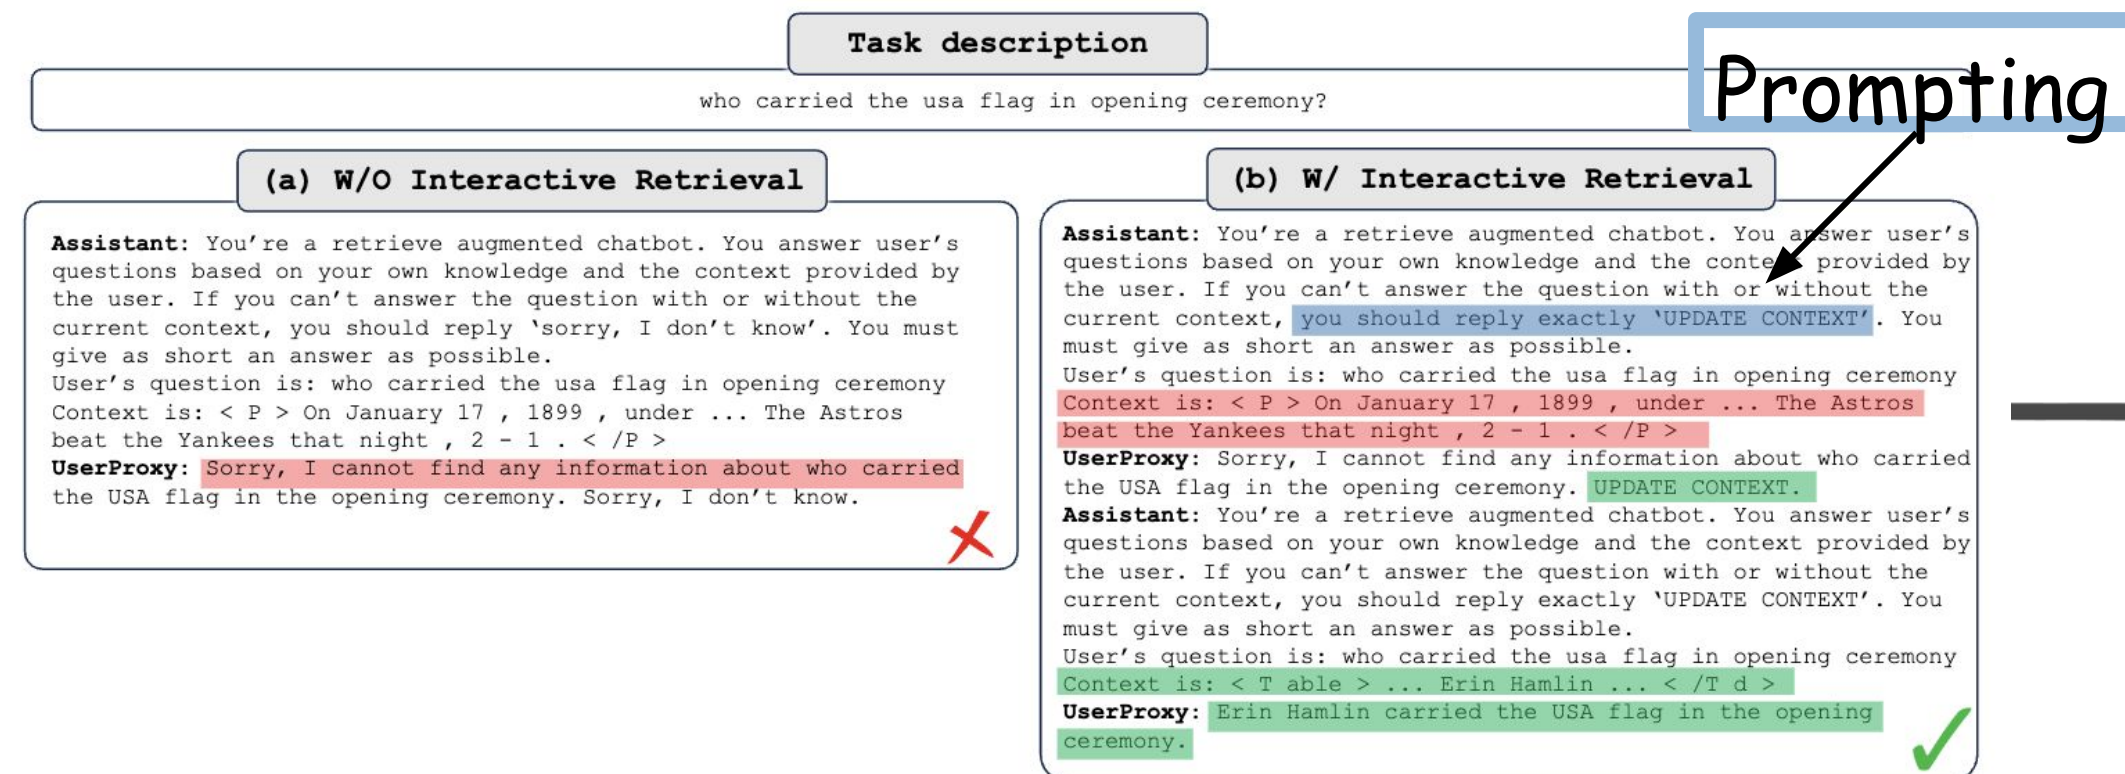 Task description
who carried the usa flag in opening ceremony?
Prompting
(a) W/O Interactive Retrieval
Assistant: You're a retrieve augmented chatbot. You answer user's
questions based on your own knowledge and the context provided by
the user. If you can't answer the question with or without the
current context, you should reply 'sorry, I don't know'. You must
give as short an answer as possible.
User's question is: who carried the usa flag in opening ceremony
Context is: < P > On January 17 , 1899 , under ... The Astros
beat the Yankees that night , 2 - 1 . < /P >
UserProxy: Sorry, I cannot find any information about who carried
the USA flag in the opening ceremony. Sorry, I don't know.
(b) W/ Interactive Retrieval
Assistant: You're a retrieve augmented chatbot. You answer user's
questions based on your own knowledge and the context provided by
the user. If you can't answer the question with or without the
current context, you should reply exactly 'UPDATE CONTEXT'. You
must give as short an answer as possible.
User's question is: who carried the usa flag in opening ceremony
Context is: < P > On January 17 , 1899 , under ... The Astros
beat the Yankees that night , 2 - 1 . < /P >
UserProxy: Sorry, I cannot find any information about who carried
the USA flag in the opening ceremony. UPDATE CONTEXT.
Assistant: You're a retrieve augmented chatbot. You answer user's
questions based on your own knowledge and the context provided by
the user. If you can't answer the question with or without the
current context, you should reply exactly 'UPDATE CONTEXT'. You
must give as short an answer as possible.
User's question is: who carried the usa flag in opening ceremony
Context is: < T able > ... Erin Hamlin ... < /T d >
UserProxy: Erin Hamlin carried the USA flag in the opening
ceremony.